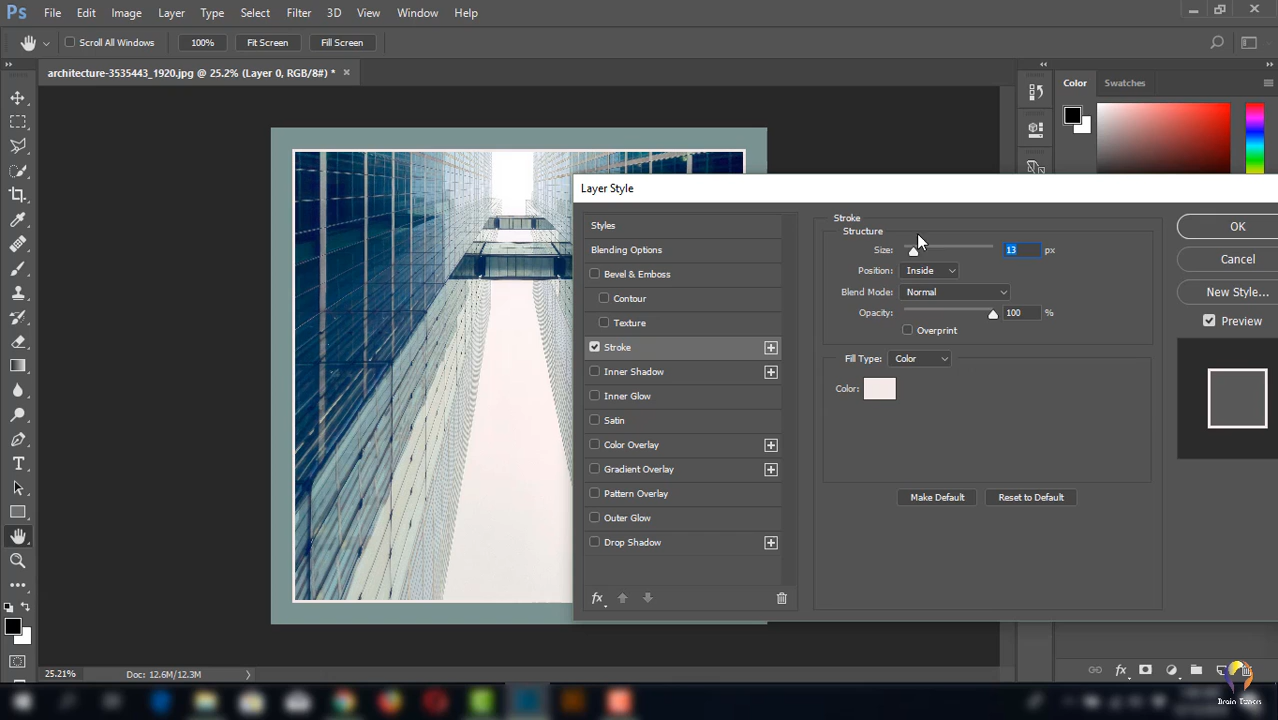 Ps File Edit Image Layer Type Select Filter 3D View Window Help
Scroll All Windows 100% Fit Screen Fill Screen
architecture-3535443_1920.jpg @ 25.2% (Layer 0, RGB/8#) * ×
Color Swatches
Layer Style
Styles
Blending Options
Bevel & Emboss
Contour
Texture
Stroke
Inner Shadow
Inner Glow
Satin
Color Overlay
Gradient Overlay
Pattern Overlay
Outer Glow
Drop Shadow
fx
Stroke
Structure
Size: 13 px
Position: Inside
Blend Mode: Normal
Opacity: 100 %
Overprint
Fill Type: Color
Color:
Make Default Reset to Default
OK
Cancel
New Style...
Preview
T
25.21% Doc: 12.6M/12.3M
fx
Brain Tuners